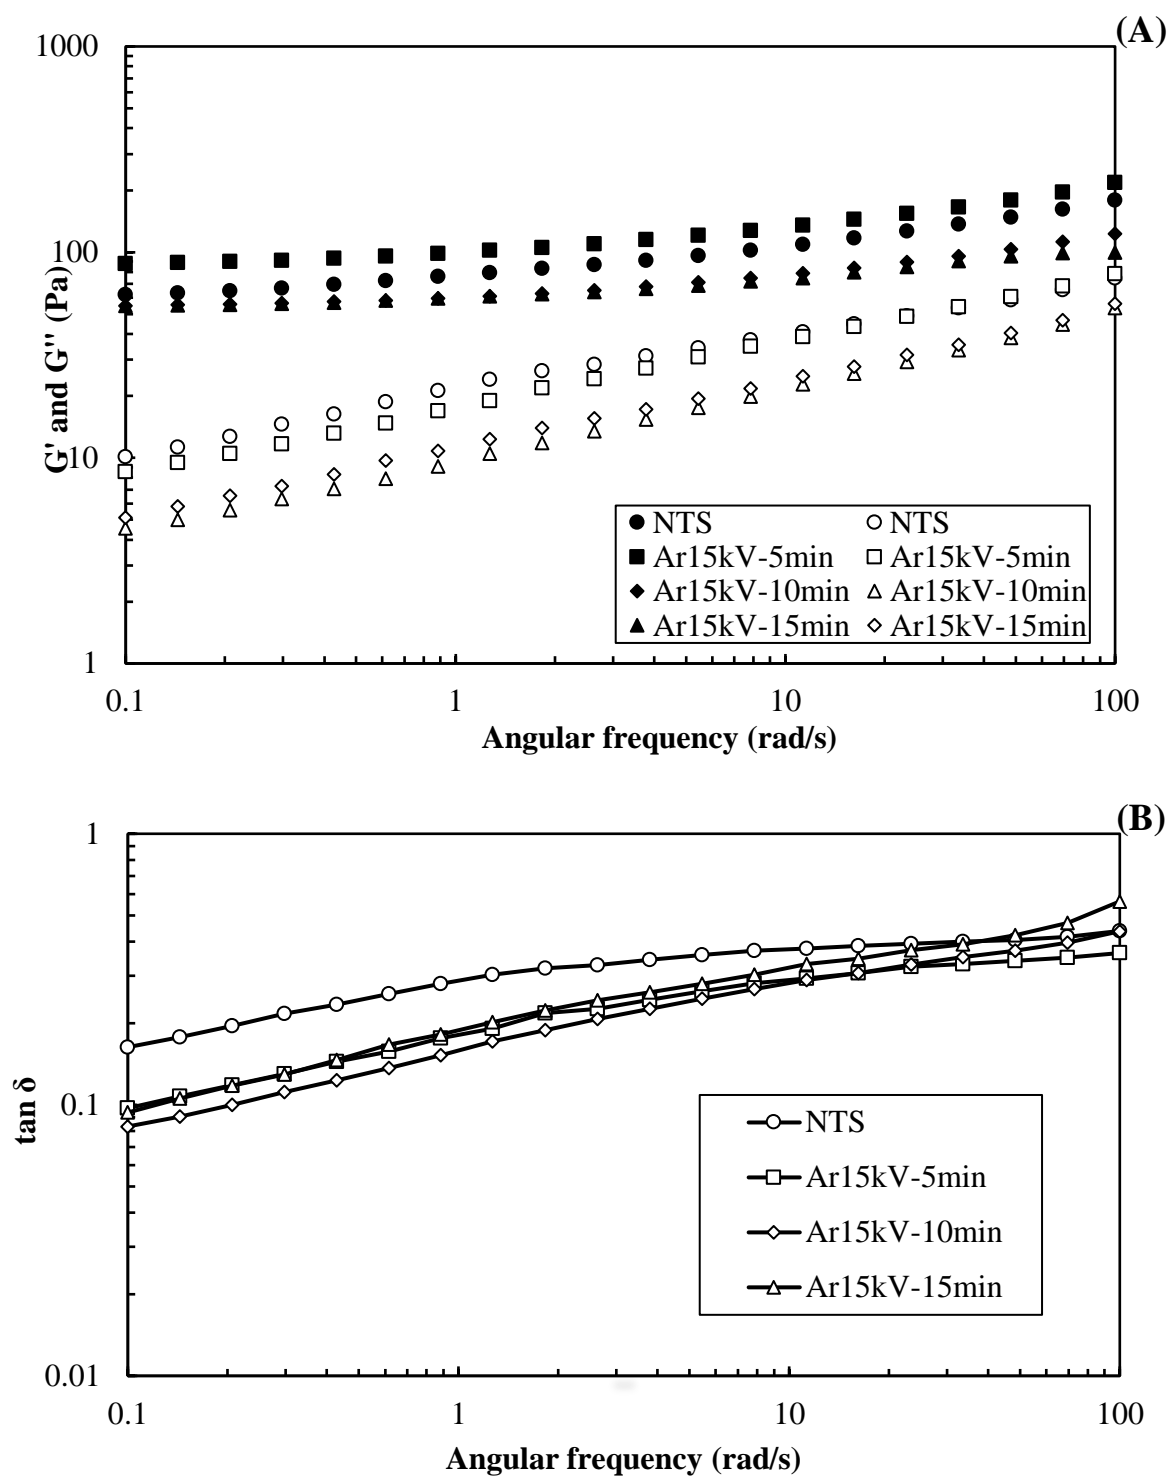 (A)
1000
100
10
1
G' and G'' (Pa)
NTS NTS
Ar15kV-5min Ar15kV-5min
Ar15kV-10min Ar15kV-10min
Ar15kV-15min Ar15kV-15min
0.1 1 10 100
Angular frequency (rad/s)
(B)
1
0.1
0.01
tan δ
NTS
Ar15kV-5min
Ar15kV-10min
Ar15kV-15min
0.1 1 10 100
Angular frequency (rad/s)